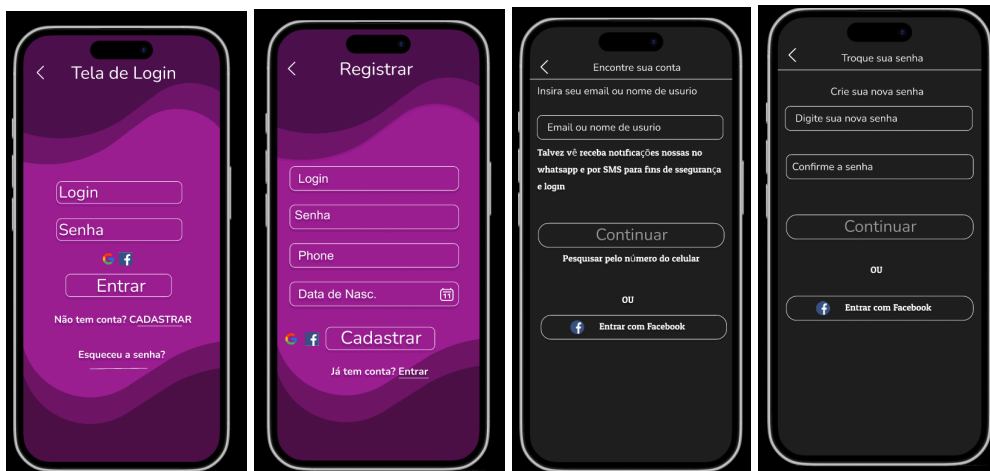 Tela de Login
Login
Senha
Entrar
Não tem conta? CADASTRAR
Esqueceu a senha?
Registrar
Login
Senha
Phone
Data de Nasc.
11
Cadastrar
Já tem conta? Entrar
Encontre sua conta
Insira seu email ou nome de usurio
Email ou nome de usurio
Talvez vê receba notificações nossas no
whatsapp e por SMS para fins de ssegurança
e login
Continuar
Pesquisar pelo número do celular
OU
Entrar com Facebook
Troque sua senha
Crie sua nova senha
Digite sua nova senha
Confirme a senha
Continuar
OU
Entrar com Facebook